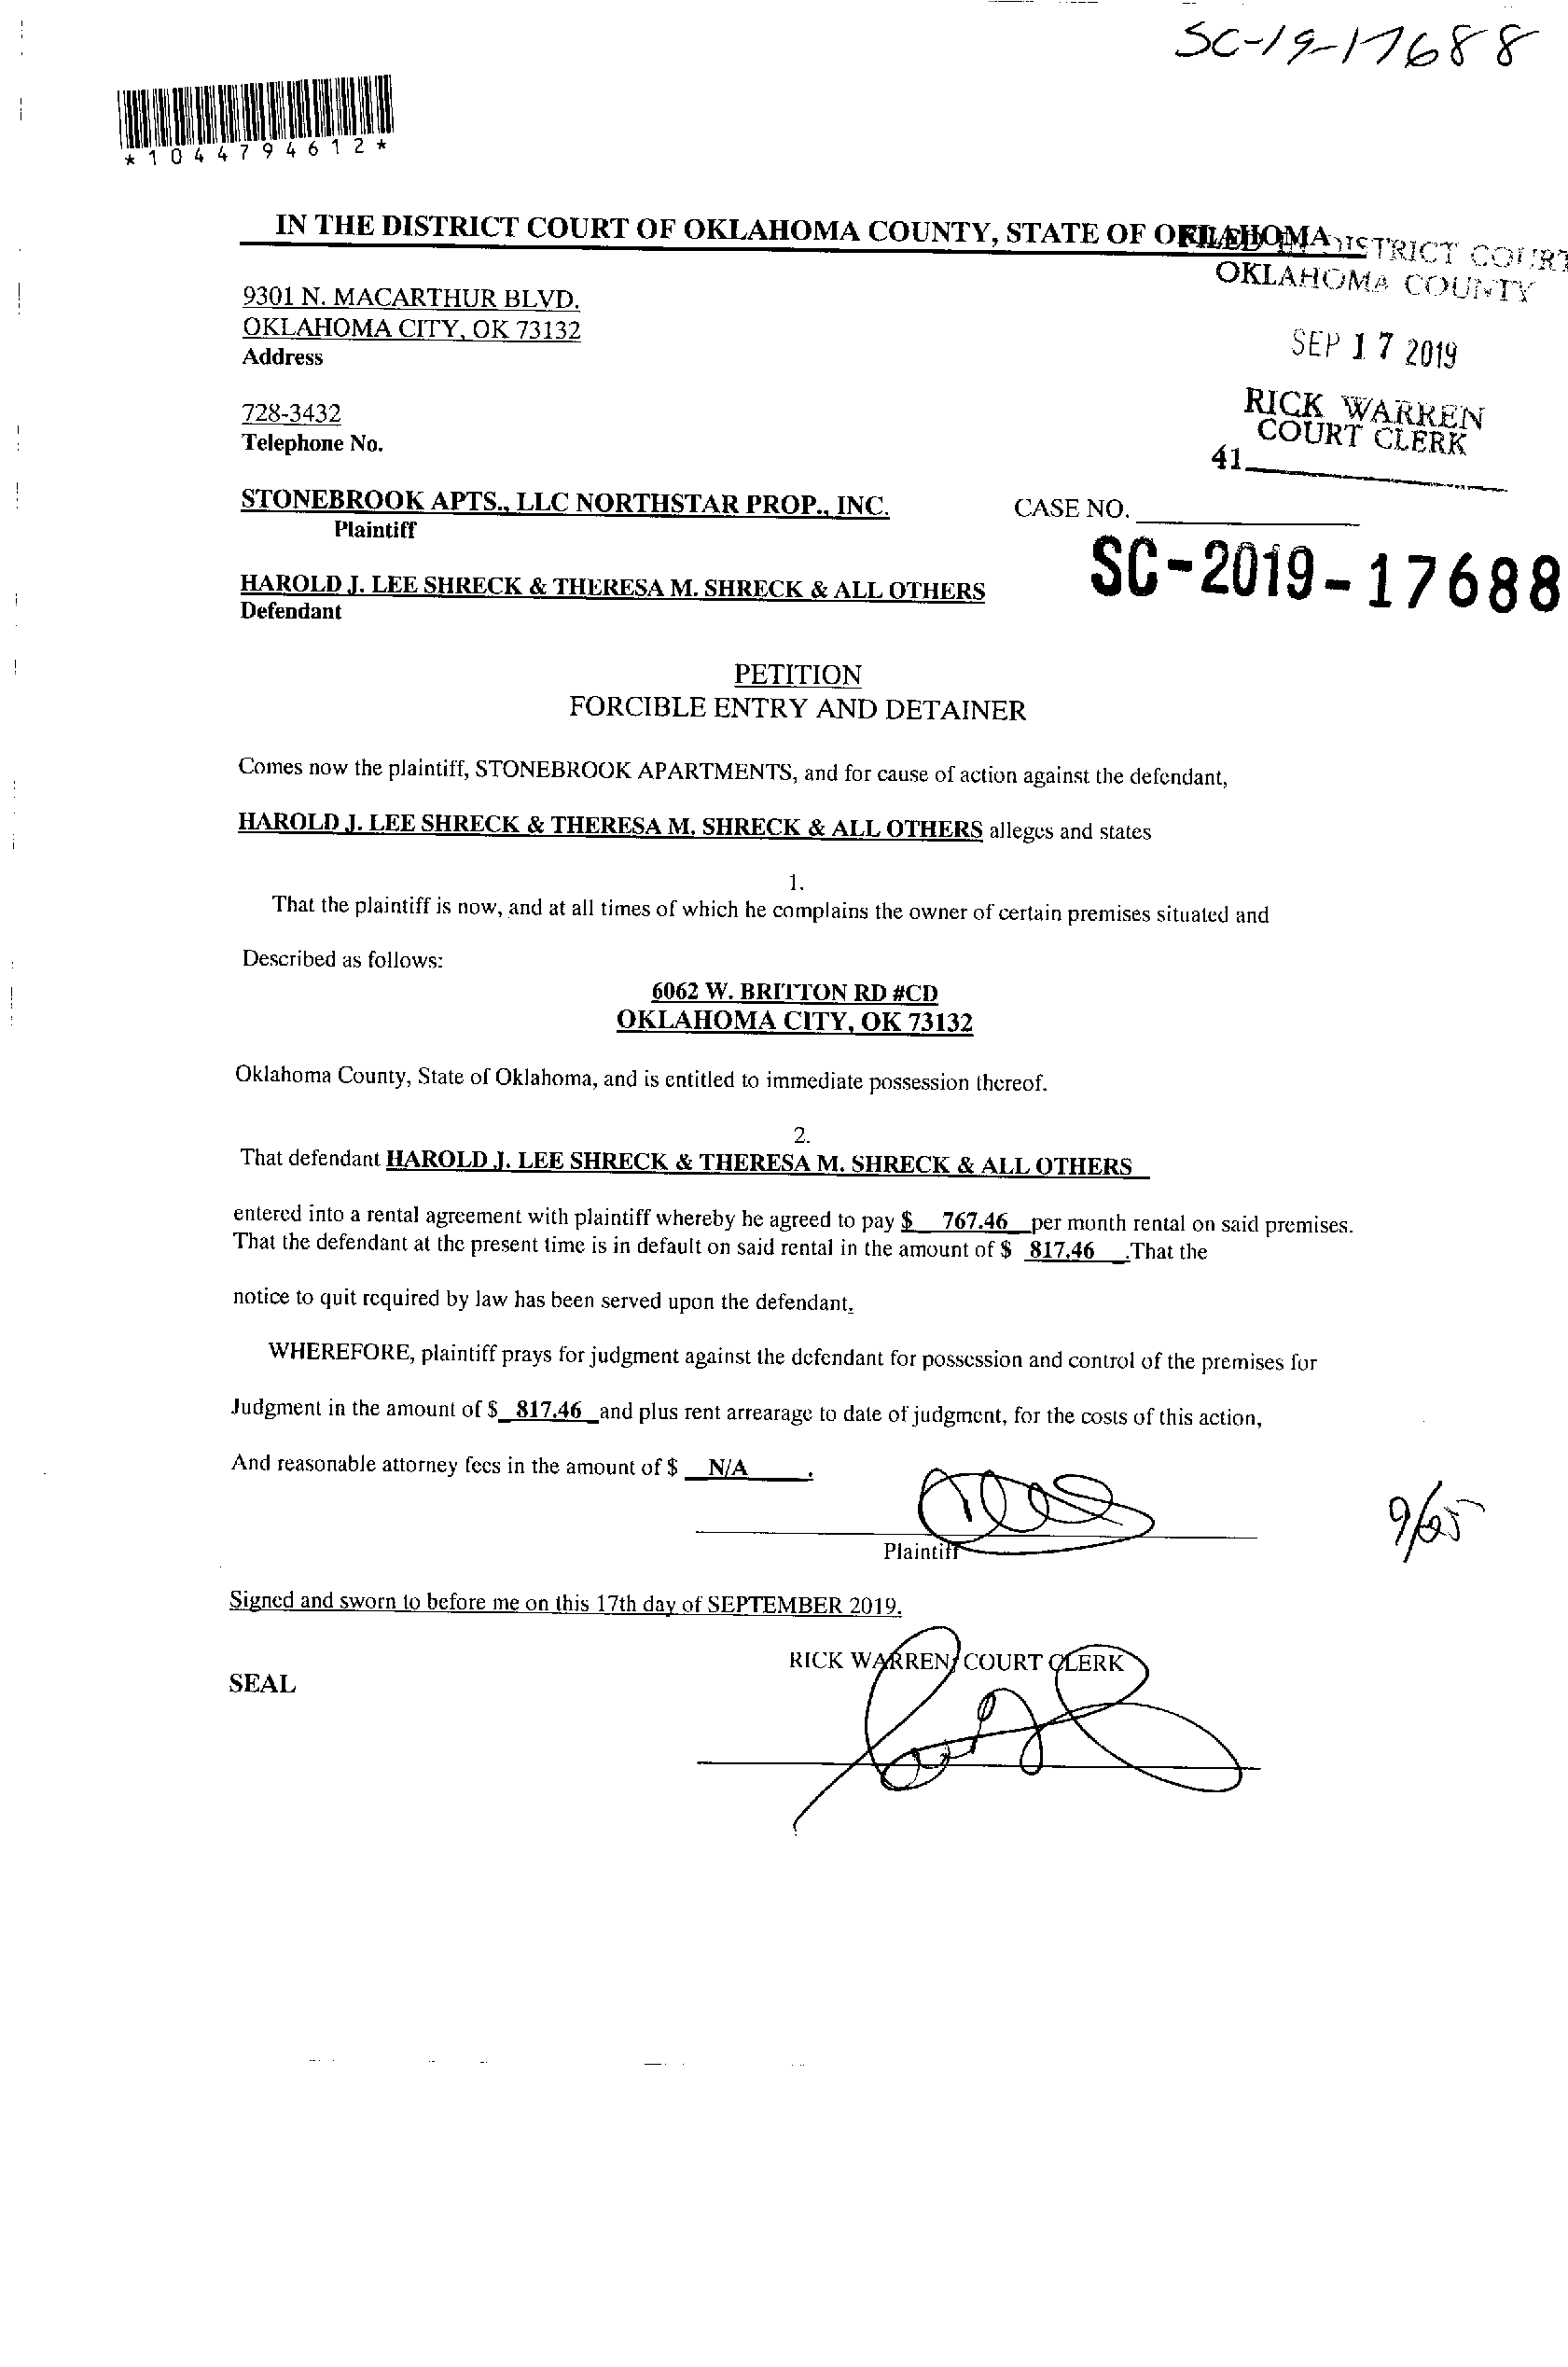 SC-19-17688
*1044794612*
IN THE DISTRICT COURT OF OKLAHOMA COUNTY, STATE OF OKLAHOMA
FILED IN DISTRICT COURT
OKLAHOMA COUNTY
9301 N. MACARTHUR BLVD.
OKLAHOMA CITY, OK 73132
Address
SEP 17 2019
728-3432
Telephone No.
RICK WARREN
COURT CLERK
41
STONEBROOK APTS., LLC NORTHSTAR PROP., INC.
Plaintiff
CASE NO.
SC-2019-17688
HAROLD J. LEE SHRECK & THERESA M. SHRECK & ALL OTHERS
Defendant
PETITION
FORCIBLE ENTRY AND DETAINER
Comes now the plaintiff, STONEBROOK APARTMENTS, and for cause of action against the defendant,
HAROLD J. LEE SHRECK & THERESA M. SHRECK & ALL OTHERS alleges and states
1.
That the plaintiff is now, and at all times of which he complains the owner of certain premises situated and
Described as follows:
6062 W. BRITTON RD #CD
OKLAHOMA CITY, OK 73132
Oklahoma County, State of Oklahoma, and is entitled to immediate possession thereof.
2.
That defendant HAROLD J. LEE SHRECK & THERESA M. SHRECK & ALL OTHERS
entered into a rental agreement with plaintiff whereby he agreed to pay $ 767.46 per month rental on said premises.
That the defendant at the present time is in default on said rental in the amount of $ 817.46 .That the
notice to quit required by law has been served upon the defendant.
WHEREFORE, plaintiff prays for judgment against the defendant for possession and control of the premises for
Judgment in the amount of $ 817.46 and plus rent arrearage to date of judgment, for the costs of this action,
And reasonable attorney fees in the amount of $ N/A .
9/25
Plaintiff
Signed and sworn to before me on this 17th day of SEPTEMBER 2019.
RICK WARREN, COURT CLERK
SEAL